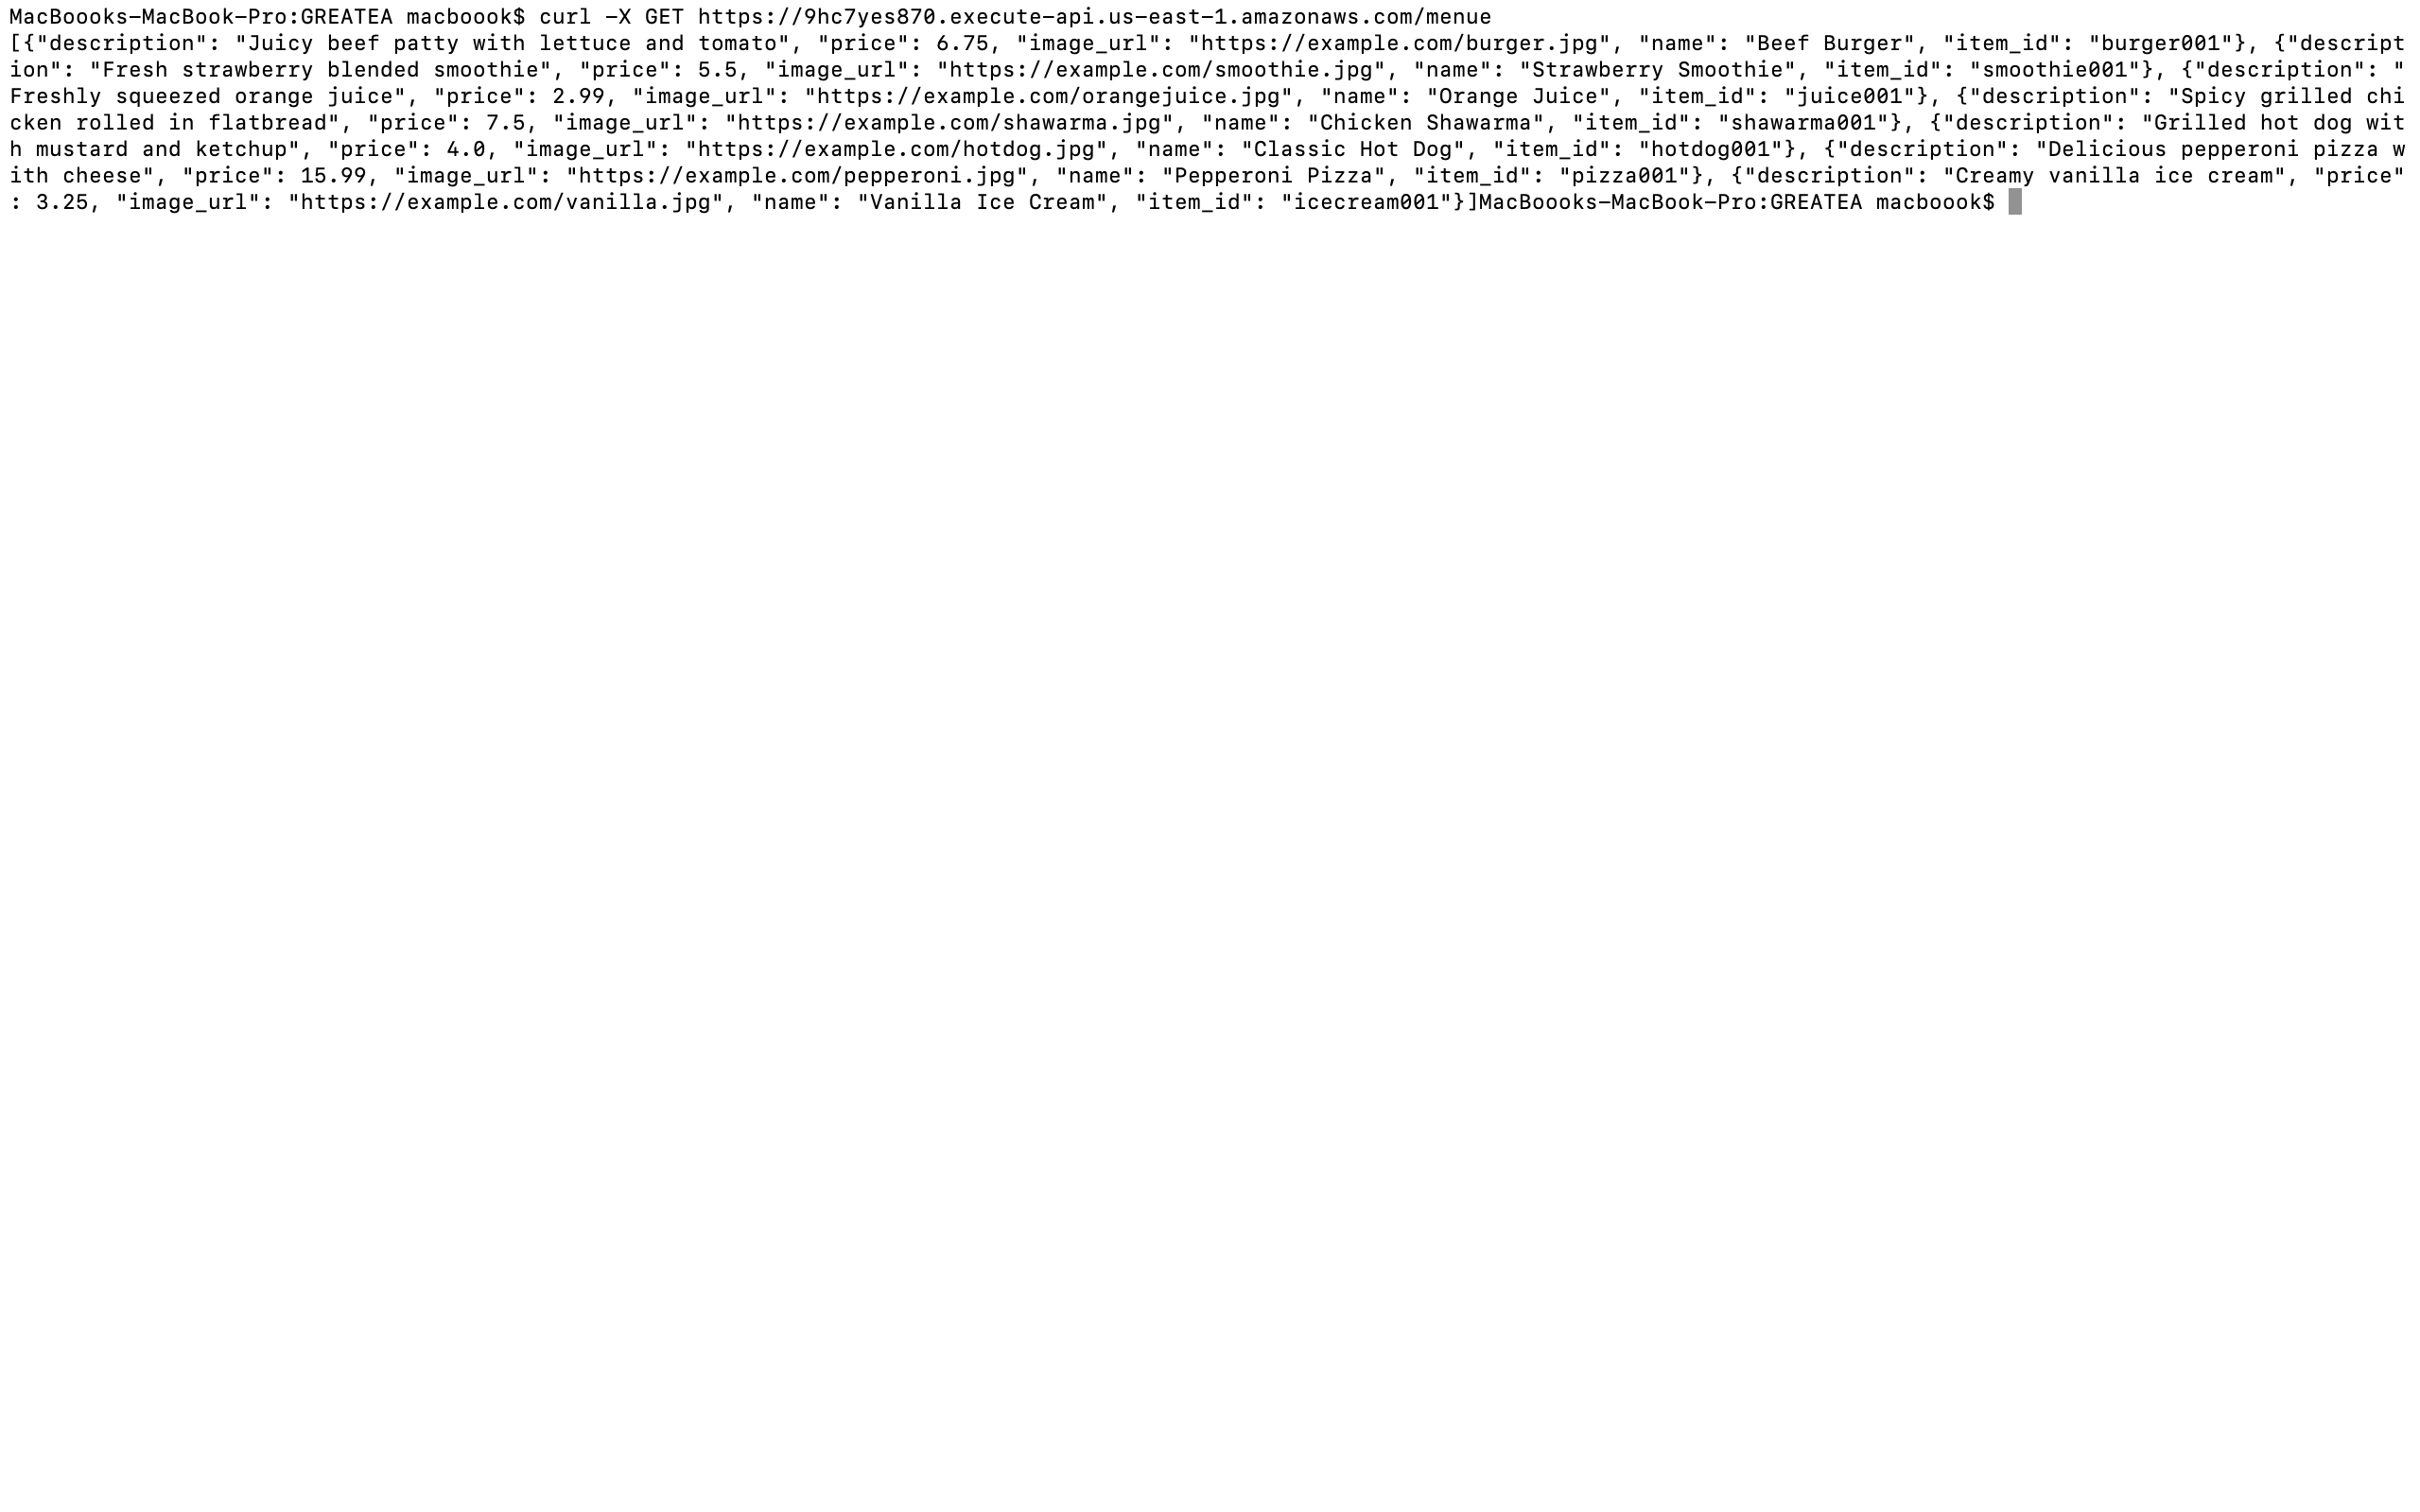 MacBoooks-MacBook-Pro:GREATEA macboook$ curl -X GET https://9hc7yes870.execute-api.us-east-1.amazonaws.com/menue
[{"description": "Juicy beef patty with lettuce and tomato", "price": 6.75, "image_url": "https://example.com/burger.jpg", "name": "Beef Burger", "item_id": "burger001"}, {"descript
ion": "Fresh strawberry blended smoothie", "price": 5.5, "image_url": "https://example.com/smoothie.jpg", "name": "Strawberry Smoothie", "item_id": "smoothie001"}, {"description": "
Freshly squeezed orange juice", "price": 2.99, "image_url": "https://example.com/orangejuice.jpg", "name": "Orange Juice", "item_id": "juice001"}, {"description": "Spicy grilled chi
cken rolled in flatbread", "price": 7.5, "image_url": "https://example.com/shawarma.jpg", "name": "Chicken Shawarma", "item_id": "shawarma001"}, {"description": "Grilled hot dog wit
h mustard and ketchup", "price": 4.0, "image_url": "https://example.com/hotdog.jpg", "name": "Classic Hot Dog", "item_id": "hotdog001"}, {"description": "Delicious pepperoni pizza w
ith cheese", "price": 15.99, "image_url": "https://example.com/pepperoni.jpg", "name": "Pepperoni Pizza", "item_id": "pizza001"}, {"description": "Creamy vanilla ice cream", "price"
: 3.25, "image_url": "https://example.com/vanilla.jpg", "name": "Vanilla Ice Cream", "item_id": "icecream001"}]MacBoooks-MacBook-Pro:GREATEA macboook$